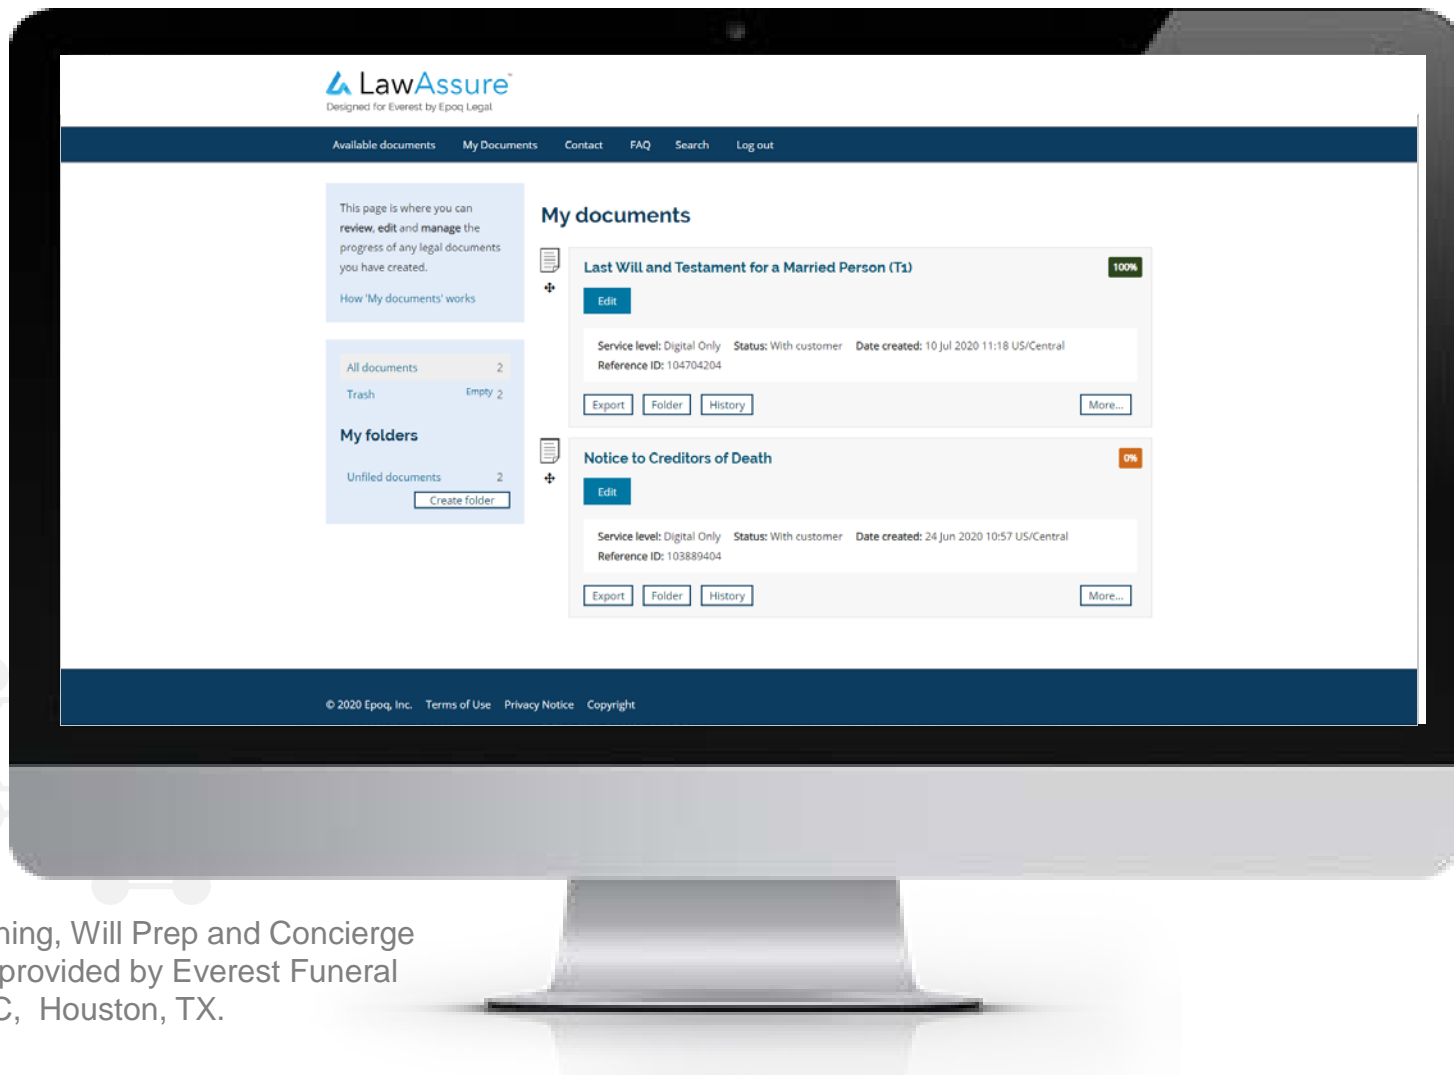 LawAssure™
Designed for Everest by Epoq Legal
Available documents My Documents Contact FAQ Search Log out
This page is where you can
review, edit and manage the
progress of any legal documents
you have created.
How 'My documents' works
All documents 2
Trash Empty 2
My folders
Unfiled documents 2
Create folder
My documents
Last Will and Testament for a Married Person (T1) 100%
Edit
Service level: Digital Only Status: With customer Date created: 10 Jul 2020 11:18 US/Central
Reference ID: 104704204
Export Folder History More...
Notice to Creditors of Death 0%
Edit
Service level: Digital Only Status: With customer Date created: 24 Jun 2020 10:57 US/Central
Reference ID: 103889404
Export Folder History More...
© 2020 Epoq, Inc. Terms of Use Privacy Notice Copyright
ning, Will Prep and Concierge
provided by Everest Funeral
C, Houston, TX.